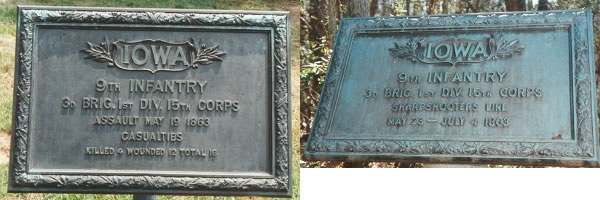 IOWA
9TH INFANTRY
3D BRIG. 1ST DIV. 15TH CORPS
ASSAULT MAY 19 1863
CASUALTIES
KILLED 4 WOUNDED 12 TOTAL 16
IOWA
9TH INFANTRY
3D BRIG. 1ST DIV. 15TH CORPS
SHARPSHOOTERS LINE
MAY 23 — JULY 4 1863